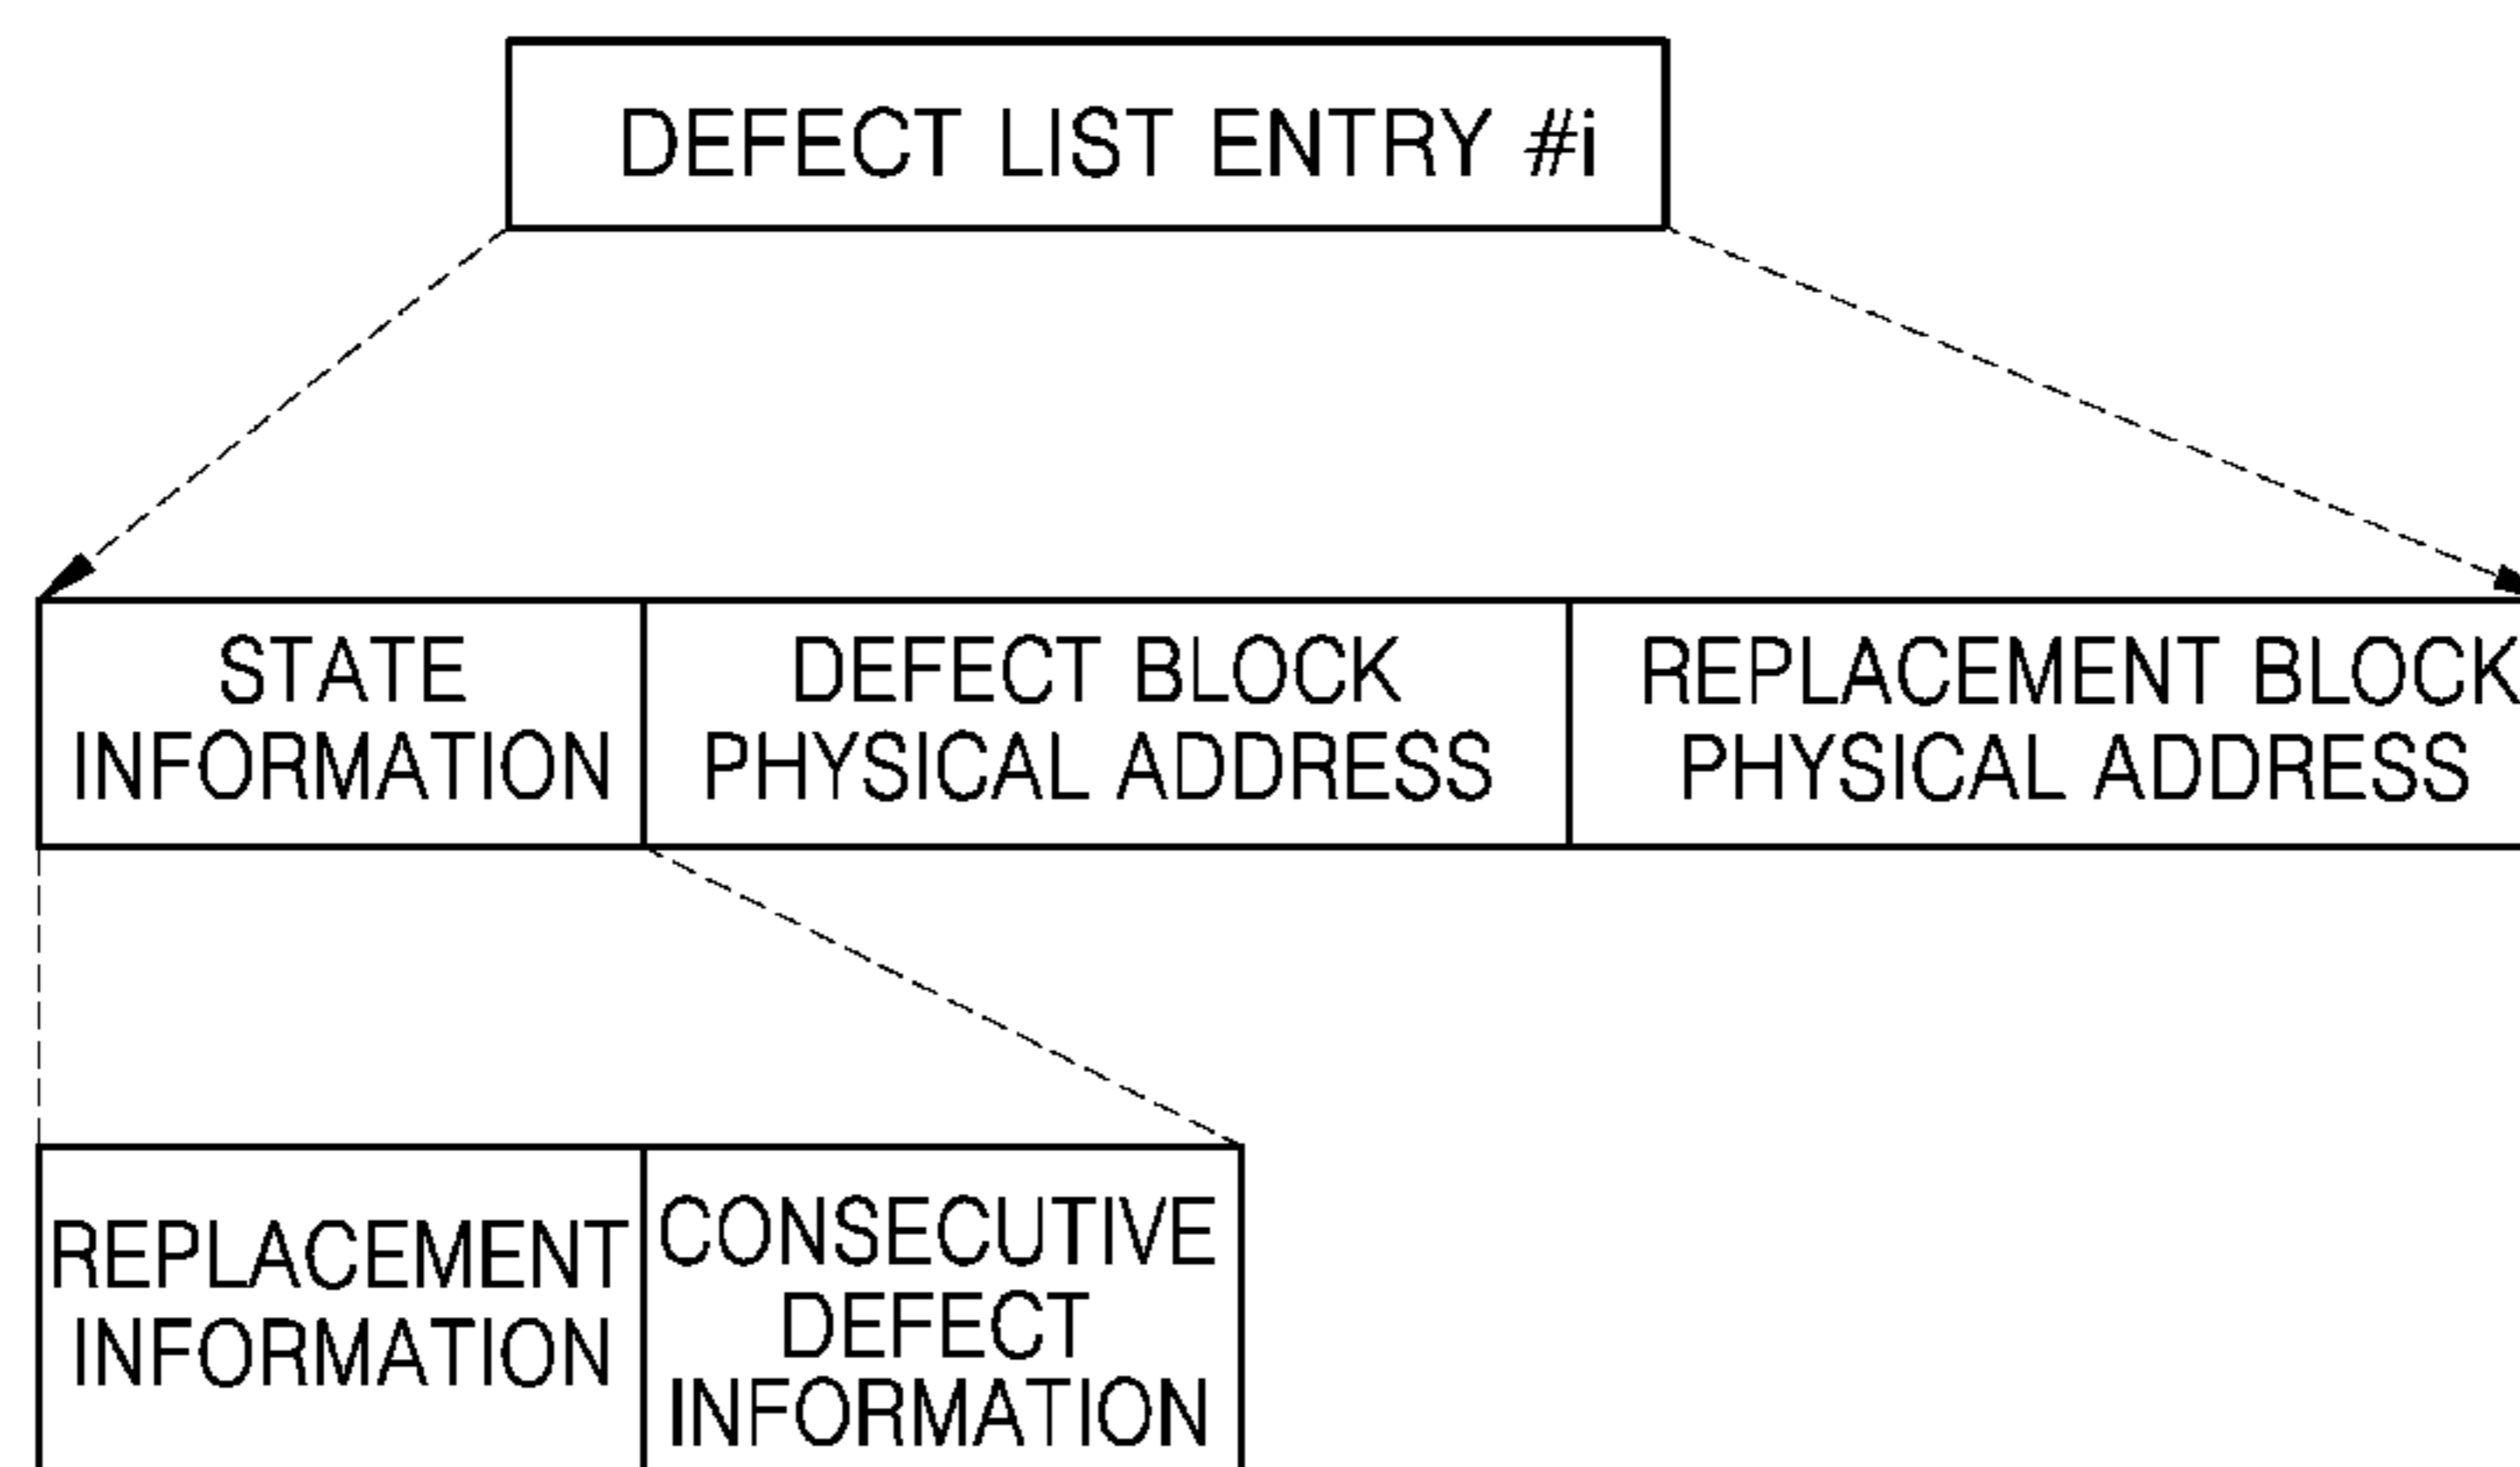 DEFECT LIST ENTRY #i
STATE
INFORMATION
DEFECT BLOCK
PHYSICAL ADDRESS
REPLACEMENT BLOCK
PHYSICAL ADDRESS
REPLACEMENT
INFORMATION
CONSECUTIVE
DEFECT
INFORMATION